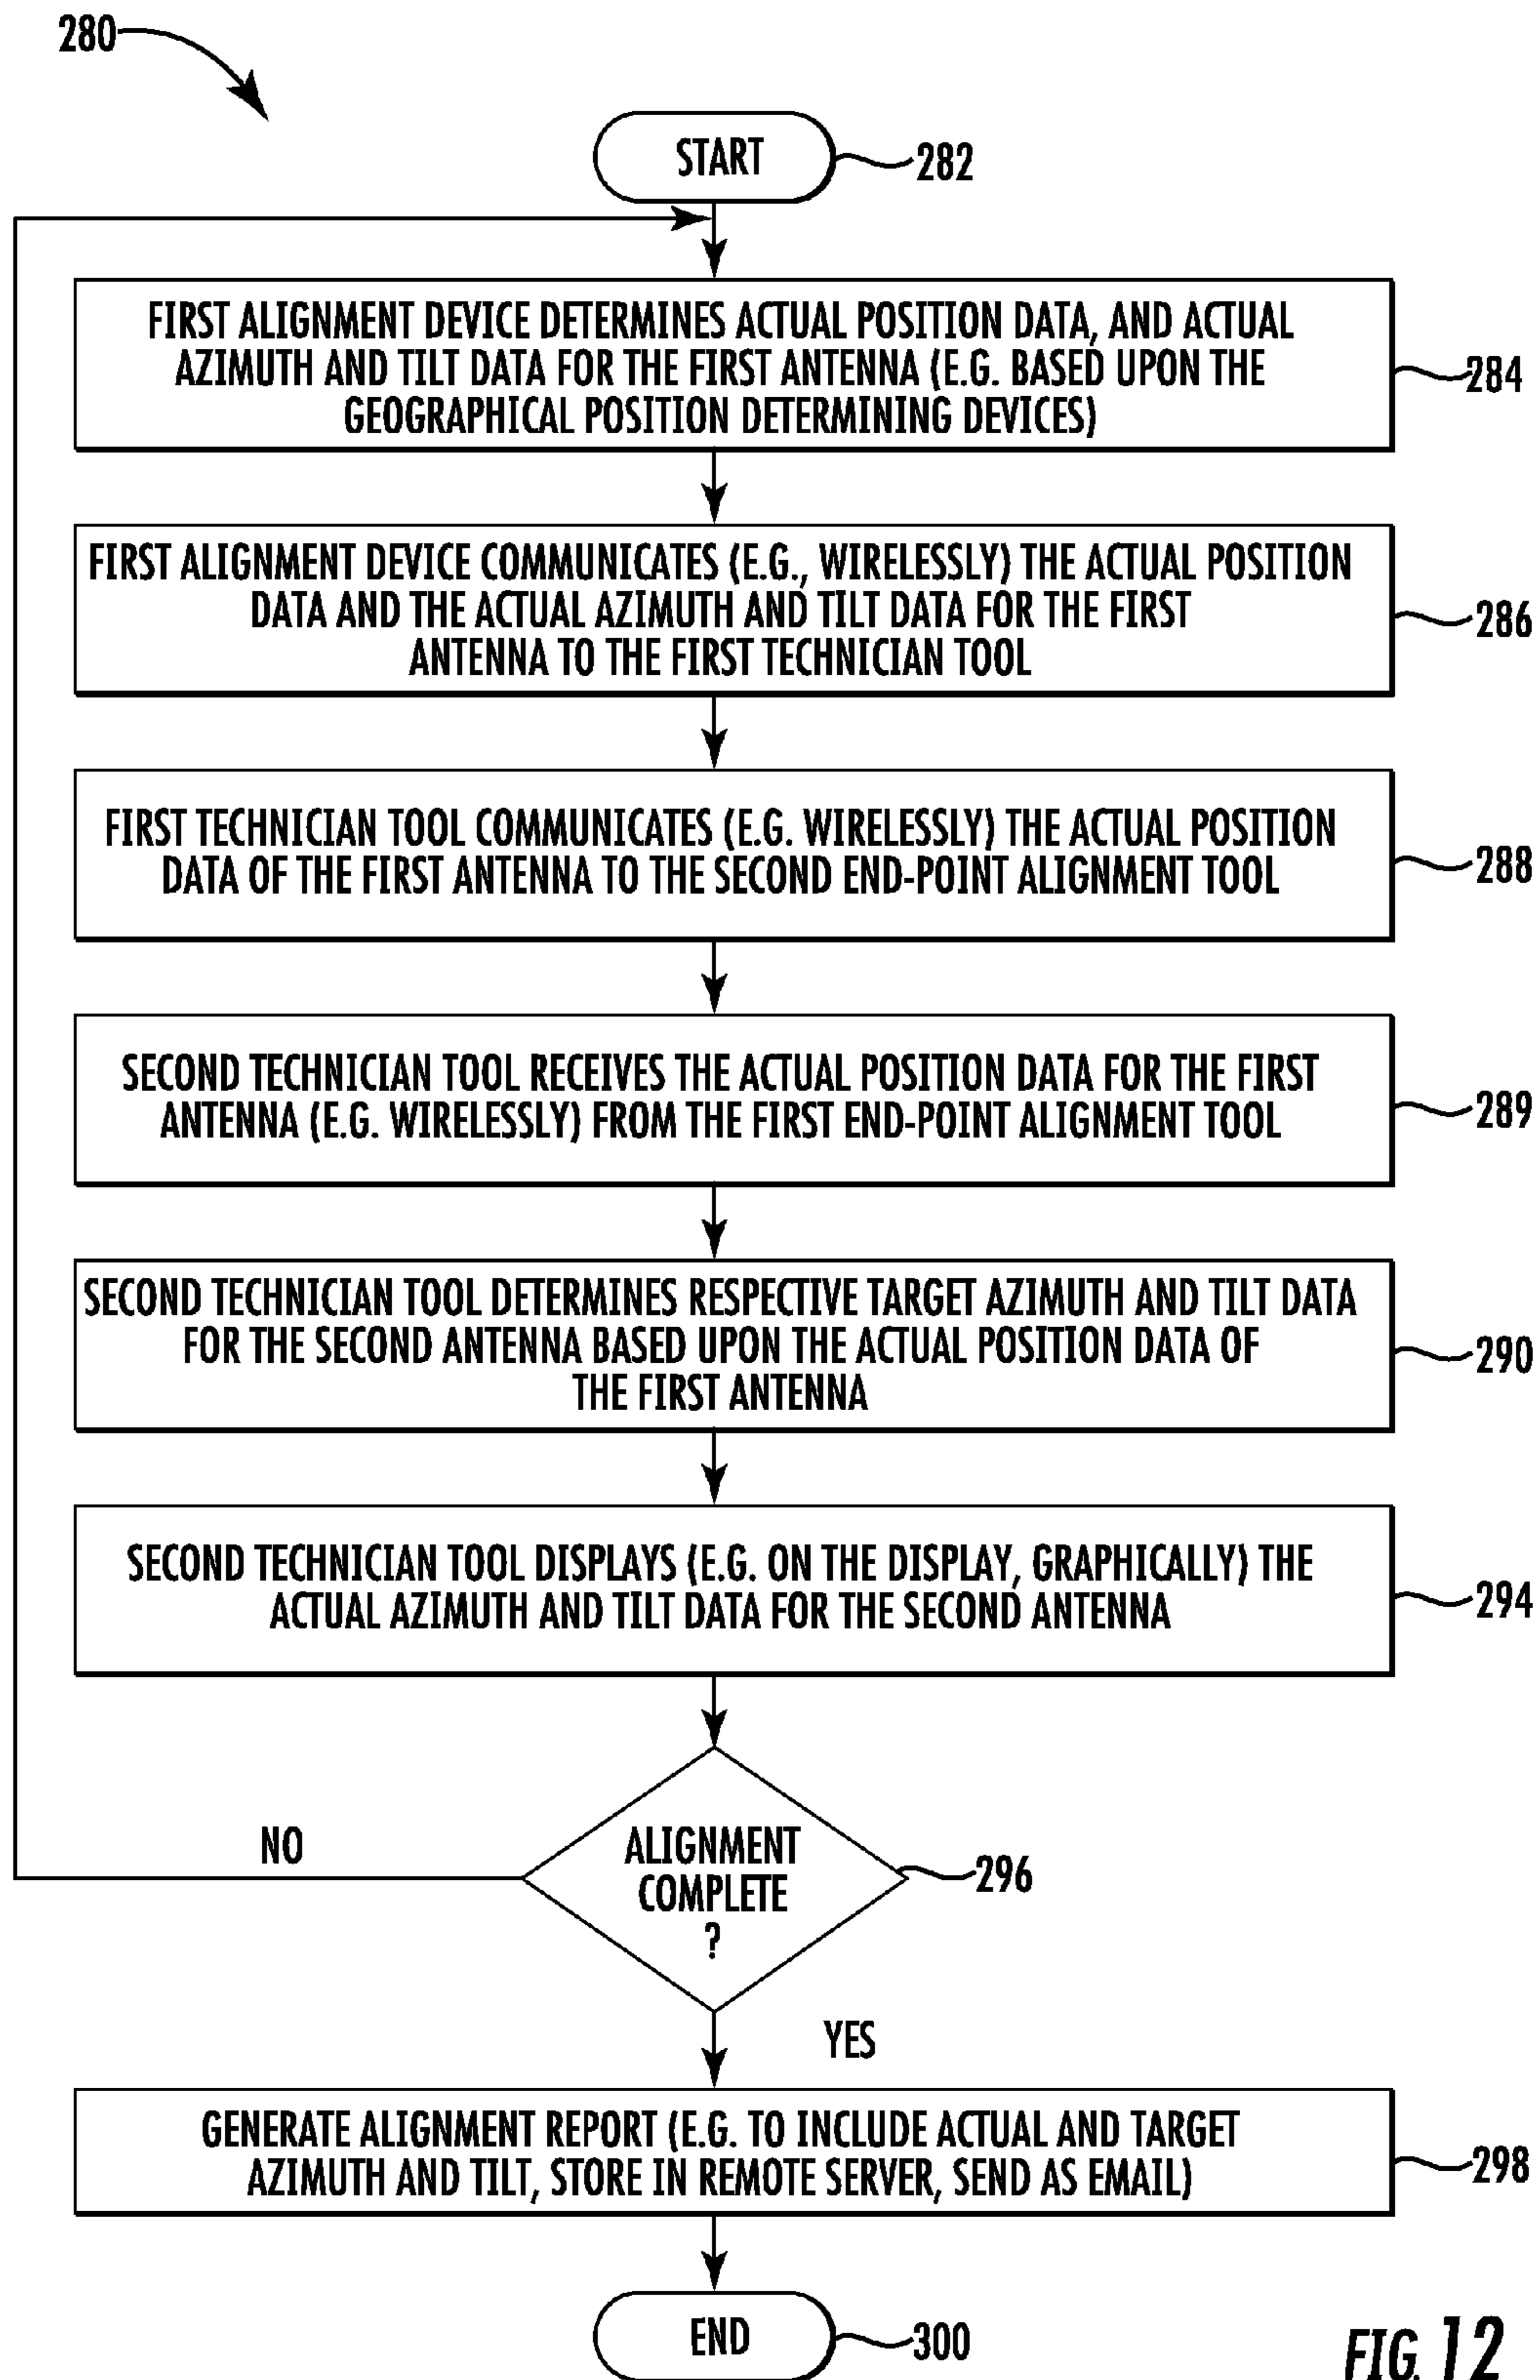 280
START
282
FIRST ALIGNMENT DEVICE DETERMINES ACTUAL POSITION DATA, AND ACTUAL
AZIMUTH AND TILT DATA FOR THE FIRST ANTENNA (E.G. BASED UPON THE
GEOGRAPHICAL POSITION DETERMINING DEVICES)
284
FIRST ALIGNMENT DEVICE COMMUNICATES (E.G., WIRELESSLY) THE ACTUAL POSITION
DATA AND THE ACTUAL AZIMUTH AND TILT DATA FOR THE FIRST
ANTENNA TO THE FIRST TECHNICIAN TOOL
286
FIRST TECHNICIAN TOOL COMMUNICATES (E.G. WIRELESSLY) THE ACTUAL POSITION
DATA OF THE FIRST ANTENNA TO THE SECOND END-POINT ALIGNMENT TOOL
288
SECOND TECHNICIAN TOOL RECEIVES THE ACTUAL POSITION DATA FOR THE FIRST
ANTENNA (E.G. WIRELESSLY) FROM THE FIRST END-POINT ALIGNMENT TOOL
289
SECOND TECHNICIAN TOOL DETERMINES RESPECTIVE TARGET AZIMUTH AND TILT DATA
FOR THE SECOND ANTENNA BASED UPON THE ACTUAL POSITION DATA OF
THE FIRST ANTENNA
290
SECOND TECHNICIAN TOOL DISPLAYS (E.G. ON THE DISPLAY, GRAPHICALLY) THE
ACTUAL AZIMUTH AND TILT DATA FOR THE SECOND ANTENNA
294
NO
ALIGNMENT
COMPLETE
?
296
YES
GENERATE ALIGNMENT REPORT (E.G. TO INCLUDE ACTUAL AND TARGET
AZIMUTH AND TILT, STORE IN REMOTE SERVER, SEND AS EMAIL)
298
END
300
FIG. 12